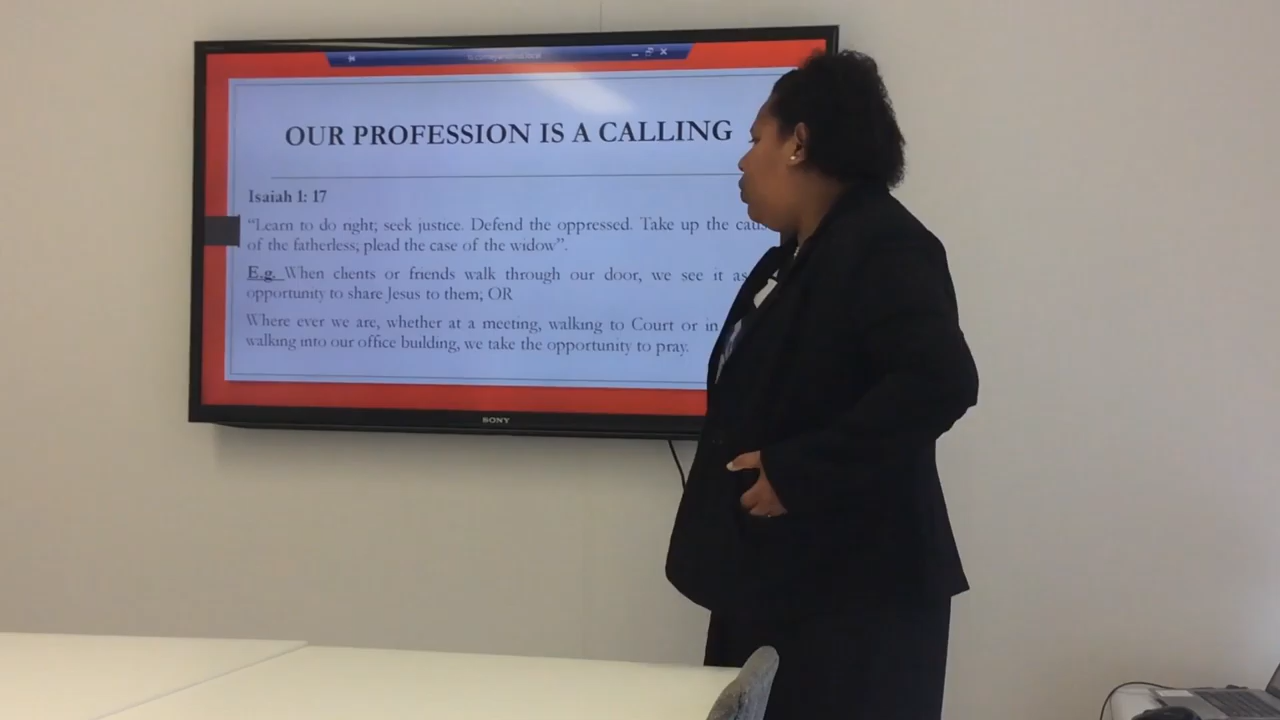 OUR PROFESSION IS A CALLING
Isaiah 1: 17
“Learn to do right; seek justice. Defend the oppressed. Take up the
of the fatherless; plead the case of the widow”.
E.g. When clients or friends walk through our door, we see it as
opportunity to share Jesus to them; OR
Where ever we are, whether at a meeting, walking to Court or in
walking into our office building, we take the opportunity to pray.
SONY